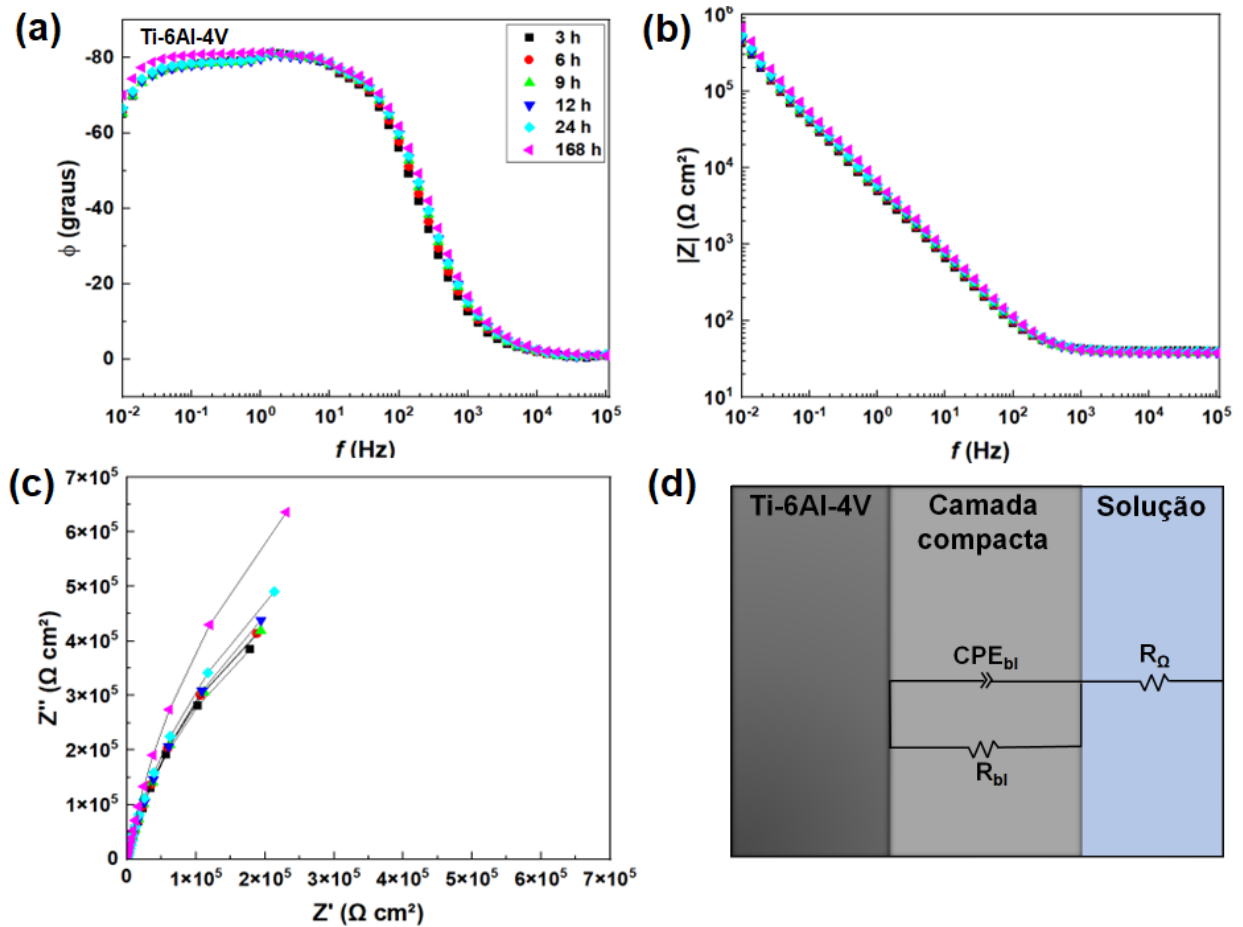 (a)
Ti-6Al-4V
3 h
6 h
9 h
12 h
24 h
168 h
-80
-60
-40
-20
0
ϕ (graus)
10⁻² 10⁻¹ 10⁰ 10¹ 10² 10³ 10⁴ 10⁵
f (Hz)
(b)
10⁶
10⁵
10⁴
10³
10²
10¹
|Z| (Ω cm²)
10⁻² 10⁻¹ 10⁰ 10¹ 10² 10³ 10⁴ 10⁵
f (Hz)
(c)
7×10⁵
6×10⁵
5×10⁵
4×10⁵
3×10⁵
2×10⁵
1×10⁵
0
Z'' (Ω cm²)
0 1×10⁵ 2×10⁵ 3×10⁵ 4×10⁵ 5×10⁵ 6×10⁵ 7×10⁵
Z' (Ω cm²)
(d)
Ti-6Al-4V
Camada
compacta
Solução
CPE_bl
R_Ω
R_bl